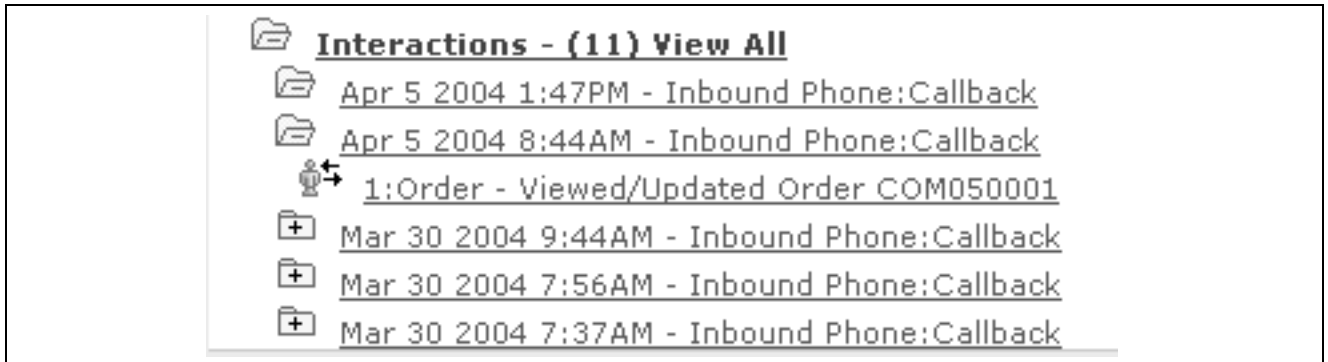 Interactions - (11) View All
Apr 5 2004 1:47PM - Inbound Phone:Callback
Apr 5 2004 8:44AM - Inbound Phone:Callback
1:Order - Viewed/Updated Order COM050001
Mar 30 2004 9:44AM - Inbound Phone:Callback
Mar 30 2004 7:56AM - Inbound Phone:Callback
Mar 30 2004 7:37AM - Inbound Phone:Callback